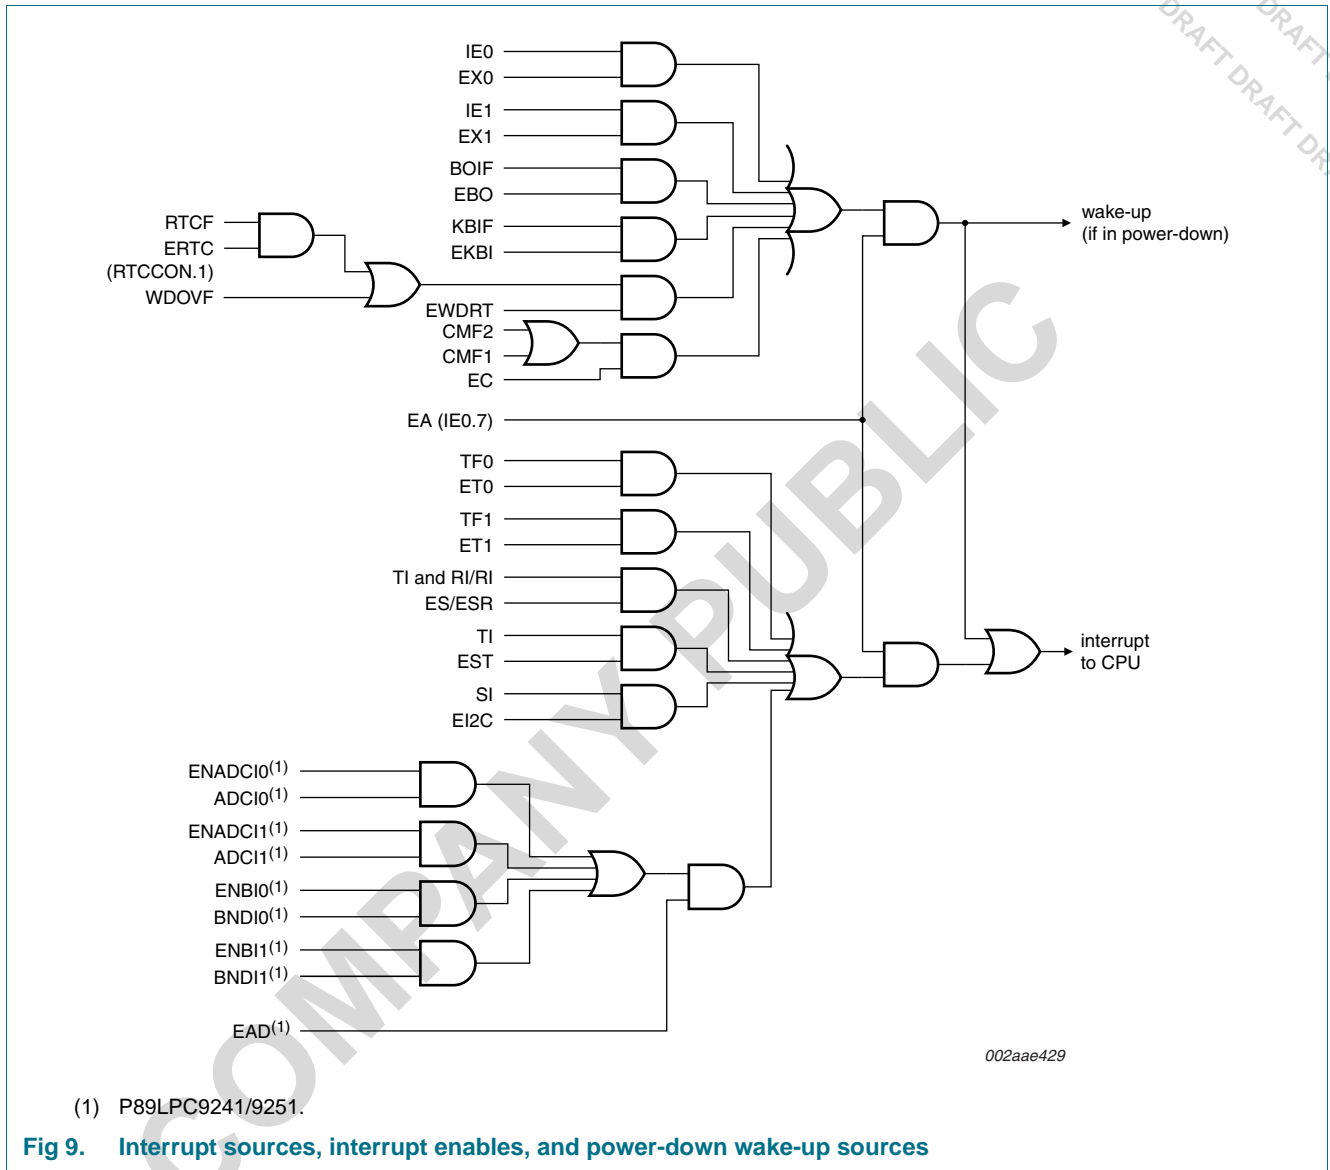 IE0
EX0
IE1
EX1
BOIF
EBO
KBIF
EKBI
RTCF
ERTC
(RTCCON.1)
WDOVF
EWDRT
CMF2
CMF1
EC
EA (IE0.7)
wake-up
(if in power-down)
TF0
ET0
TF1
ET1
TI and RI/RI
ES/ESR
TI
EST
SI
EI2C
interrupt
to CPU
ENADCI0(1)
ADCI0(1)
ENADCI1(1)
ADCI1(1)
ENBI0(1)
BNDI0(1)
ENBI1(1)
BNDI1(1)
EAD(1)
002aae429
(1) P89LPC9241/9251.
Fig 9. Interrupt sources, interrupt enables, and power-down wake-up sources
COMPANY PUBLIC
DRAFT DRAFT DRA
DRAFT